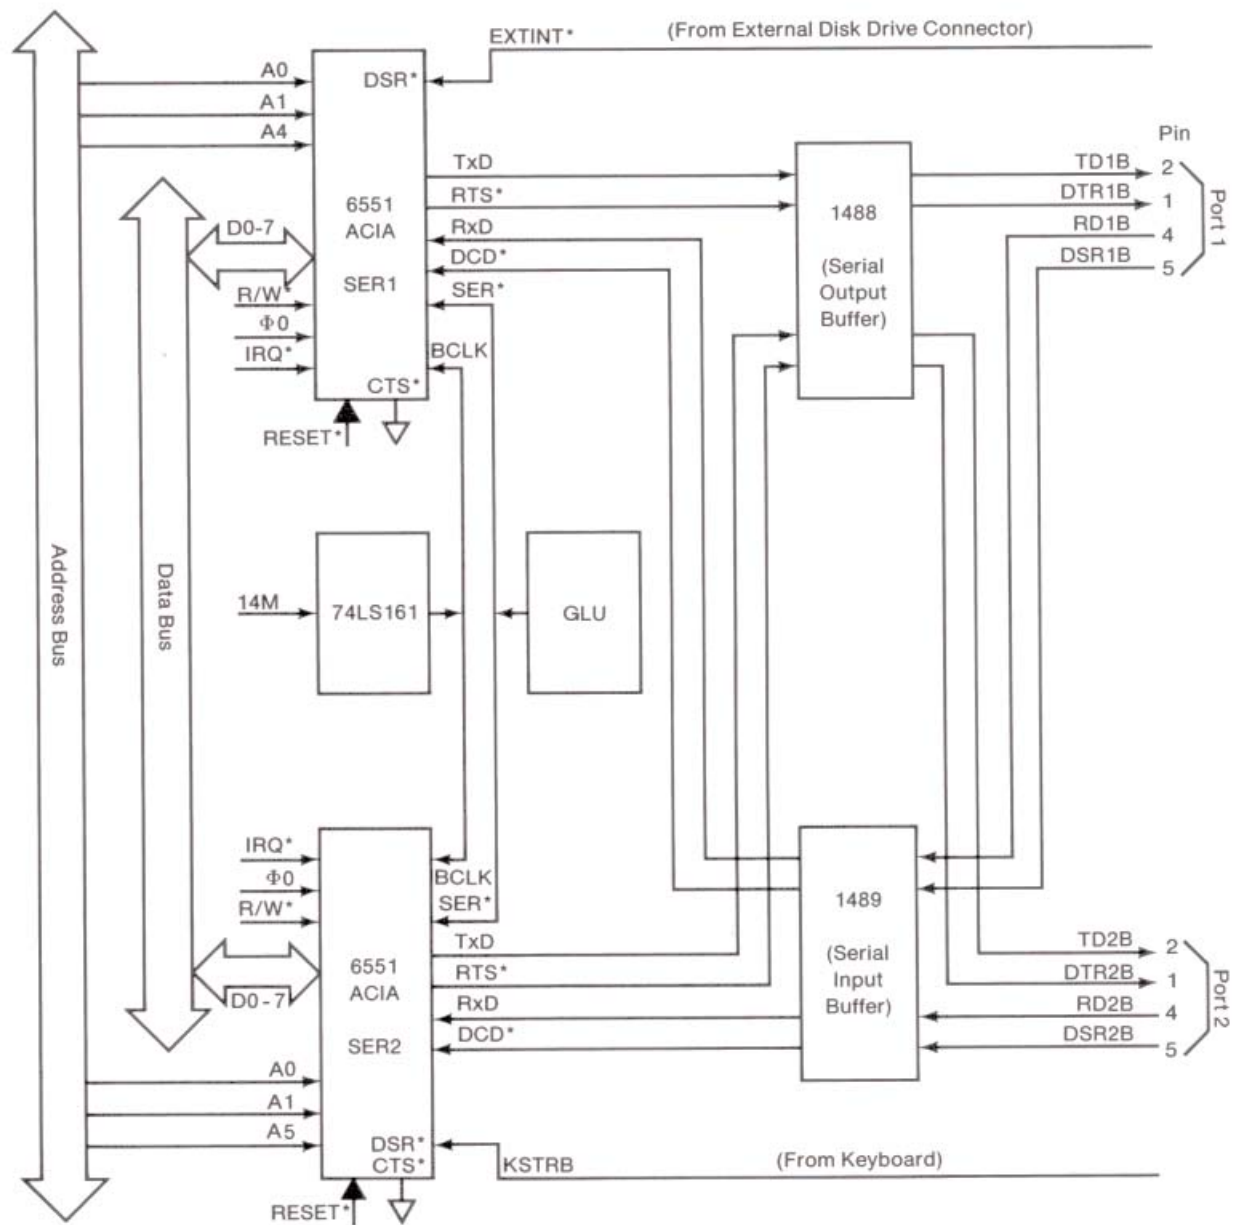 EXTINT*
(From External Disk Drive Connector)
A0
DSR*
A1
A4
Pin
TxD
TD1B
2
RTS*
DTR1B
1
6551
ACIA
SER1
D0-7
RxD
RD1B
4
DCD*
DSR1B
5
Port 1
1488
(Serial
Output
Buffer)
R/W*
SER*
Φ0
IRQ*
BCLK
CTS*
RESET*
Address Bus
Data Bus
14M
74LS161
GLU
IRQ*
Φ0
BCLK
R/W*
SER*
TxD
RTS*
RxD
DCD*
6551
ACIA
SER2
D0-7
1489
(Serial
Input
Buffer)
TD2B
2
DTR2B
1
RD2B
4
DSR2B
5
Port 2
A0
A1
A5
DSR*
CTS*
KSTRB
(From Keyboard)
RESET*